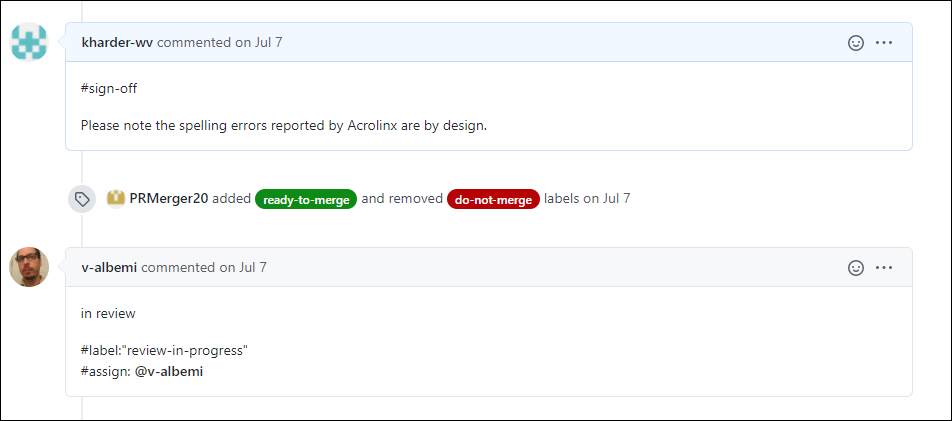 kharder-wv commented on Jul 7
#sign-off
Please note the spelling errors reported by Acrolinx are by design.
PRMerger20 added ready-to-merge and removed do-not-merge labels on Jul 7
v-albemi commented on Jul 7
in review
#label:"review-in-progress"
#assign: @v-albemi